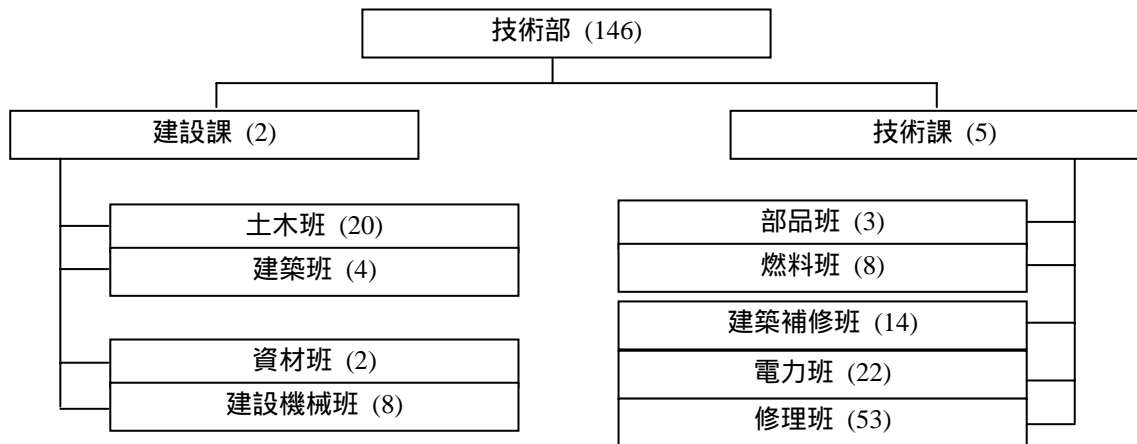 技術部 (146)
建設課 (2)
技術課 (5)
土木班 (20)
建築班 (4)
資材班 (2)
建設機械班 (8)
部品班 (3)
燃料班 (8)
建築補修班 (14)
電力班 (22)
修理班 (53)